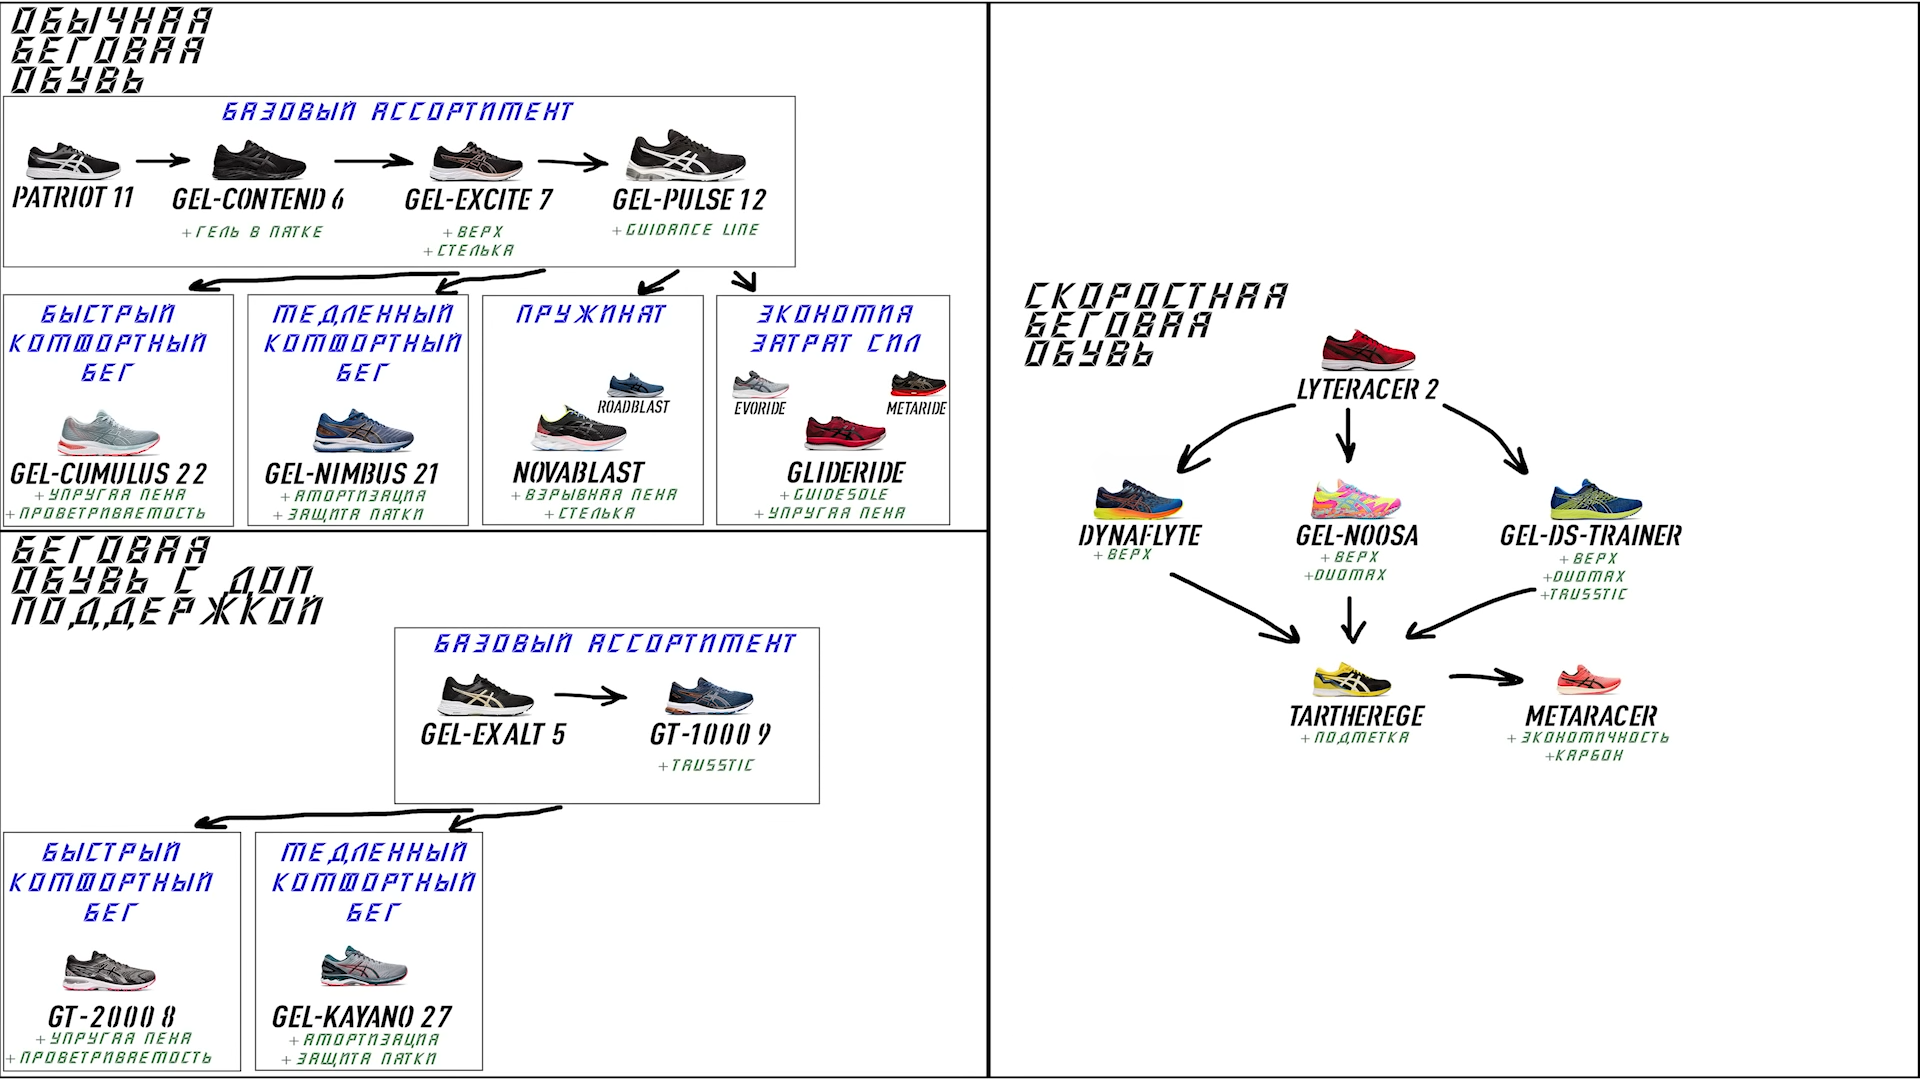 ОБЫЧНАЯ
БЕГОВАЯ
ОБУВЬ
БАЗОВЫЙ АССОРТИМЕНТ
PATRIOT 11
GEL-CONTEND 6
+ ГЕЛЬ В ПЯТКЕ
GEL-EXCITE 7
+ ВЕРХ
+ СТЕЛЬКА
GEL-PULSE 12
+ GUIDANCE LINE
БЫСТРЫЙ
КОМФОРТНЫЙ
БЕГ
GEL-CUMULUS 22
+ УПРУГАЯ ПЕНА
+ ПРОВЕТРИВАЕМОСТЬ
МЕДЛЕННЫЙ
КОМФОРТНЫЙ
БЕГ
GEL-NIMBUS 21
+ АМОРТИЗАЦИЯ
+ ЗАЩИТА ПЯТКИ
ПРУЖИНЯТ
ROADBLAST
NOVABLAST
+ ВЗРЫВНАЯ ПЕНА
+ СТЕЛЬКА
ЭКОНОМИЯ
ЗАТРАТ СИЛ
EVORIDE
METARIDE
GLIDERIDE
+ GUIDESOLE
+ УПРУГАЯ ПЕНА
БЕГОВАЯ
ОБУВЬ С ДОП
ПОДДЕРЖКОЙ
БАЗОВЫЙ АССОРТИМЕНТ
GEL-EXALT 5
GT-1000 9
+ TRUSSTIC
БЫСТРЫЙ
КОМФОРТНЫЙ
БЕГ
GT-2000 8
+ УПРУГАЯ ПЕНА
+ ПРОВЕТРИВАЕМОСТЬ
МЕДЛЕННЫЙ
КОМФОРТНЫЙ
БЕГ
GEL-KAYANO 27
+ АМОРТИЗАЦИЯ
+ ЗАЩИТА ПЯТКИ
СКОРОСТНАЯ
БЕГОВАЯ
ОБУВЬ
LYTERACER 2
DYNAFLYTE
+ ВЕРХ
GEL-NOOSA
+ ВЕРХ
+DUOMAX
GEL-DS-TRAINER
+ ВЕРХ
+DUOMAX
+TRUSSTIC
TARTHEREGE
+ ПОДМЕТКА
METARACER
+ ЭКОНОМИЧНОСТЬ
+КАРБОН